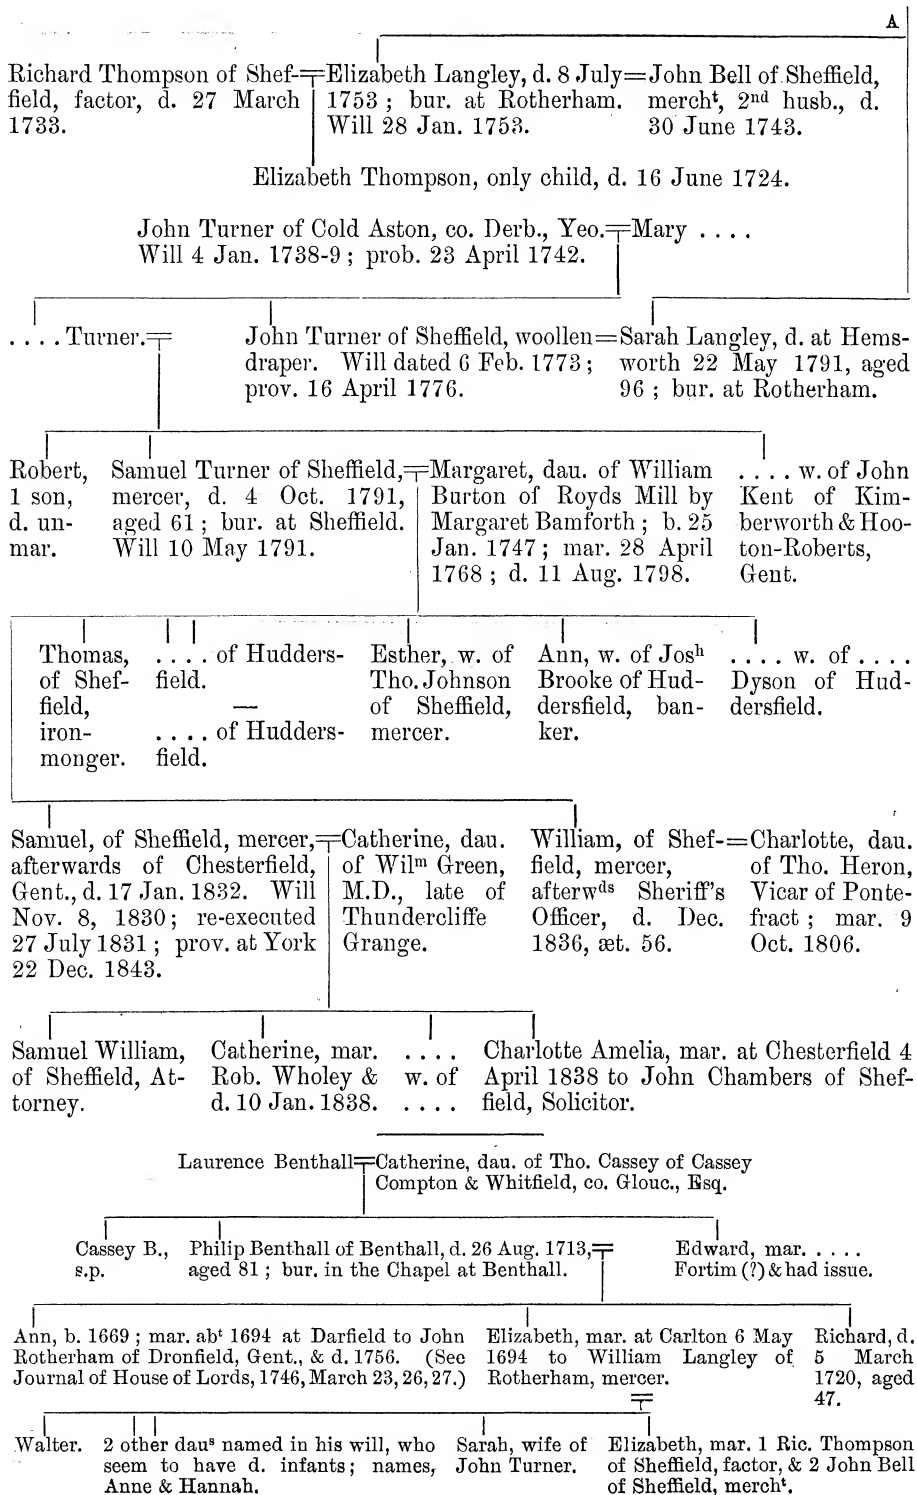 A
Richard Thompson of Shef-
field, factor, d. 27 March
1733.
Elizabeth Langley, d. 8 July
1753 ; bur. at Rotherham.
Will 28 Jan. 1753.
John Bell of Sheffield,
mercht, 2nd husb., d.
30 June 1743.
Elizabeth Thompson, only child, d. 16 June 1724.
John Turner of Cold Aston, co. Derb., Yeo.
Will 4 Jan. 1738-9 ; prob. 23 April 1742.
Mary . . . .
. . . . Turner.
John Turner of Sheffield, woollen
draper. Will dated 6 Feb. 1773 ;
prov. 16 April 1776.
Sarah Langley, d. at Hems-
worth 22 May 1791, aged
96 ; bur. at Rotherham.
Robert,
1 son,
d. un-
mar.
Samuel Turner of Sheffield,
mercer, d. 4 Oct. 1791,
aged 61 ; bur. at Sheffield.
Will 10 May 1791.
Margaret, dau. of William
Burton of Royds Mill by
Margaret Bamforth ; b. 25
Jan. 1747 ; mar. 28 April
1768 ; d. 11 Aug. 1798.
. . . . w. of John
Kent of Kim-
berworth & Hoo-
ton-Roberts,
Gent.
Thomas,
of Shef-
field,
iron-
monger.
. . . . of Hudders-
field.
—
. . . . of Hudders-
field.
Esther, w. of
Tho. Johnson
of Sheffield,
mercer.
Ann, w. of Josh
Brooke of Hud-
dersfield, ban-
ker.
. . . . w. of . . . .
Dyson of Hud-
dersfield.
Samuel, of Sheffield, mercer,
afterwards of Chesterfield,
Gent., d. 17 Jan. 1832. Will
Nov. 8, 1830 ; re-executed
27 July 1831 ; prov. at York
22 Dec. 1843.
Catherine, dau.
of Wilm Green,
M.D., late of
Thundercliffe
Grange.
William, of Shef-
field, mercer,
afterwds Sheriff's
Officer, d. Dec.
1836, æt. 56.
Charlotte, dau.
of Tho. Heron,
Vicar of Ponte-
fract ; mar. 9
Oct. 1806.
Samuel William,
of Sheffield, At-
torney.
Catherine, mar.
Rob. Wholey &
d. 10 Jan. 1838.
. . . .
w. of
. . . .
Charlotte Amelia, mar. at Chesterfield 4
April 1838 to John Chambers of Shef-
field, Solicitor.
Laurence Benthall
Catherine, dau. of Tho. Cassey of Cassey
Compton & Whitfield, co. Glouc., Esq.
Cassey B.,
s.p.
Philip Benthall of Benthall, d. 26 Aug. 1713,
aged 81 ; bur. in the Chapel at Benthall.
Edward, mar. . . . . .
Fortim (?) & had issue.
Ann, b. 1669 ; mar. abt 1694 at Darfield to John
Rotherham of Dronfield, Gent., & d. 1756. (See
Journal of House of Lords, 1746, March 23, 26, 27.)
Elizabeth, mar. at Carlton 6 May
1694 to William Langley of
Rotherham, mercer.
Richard, d.
5 March
1720, aged
47.
Walter.
2 other daus named in his will, who
seem to have d. infants ; names,
Anne & Hannah.
Sarah, wife of
John Turner.
Elizabeth, mar. 1 Ric. Thompson
of Sheffield, factor, & 2 John Bell
of Sheffield, mercht.